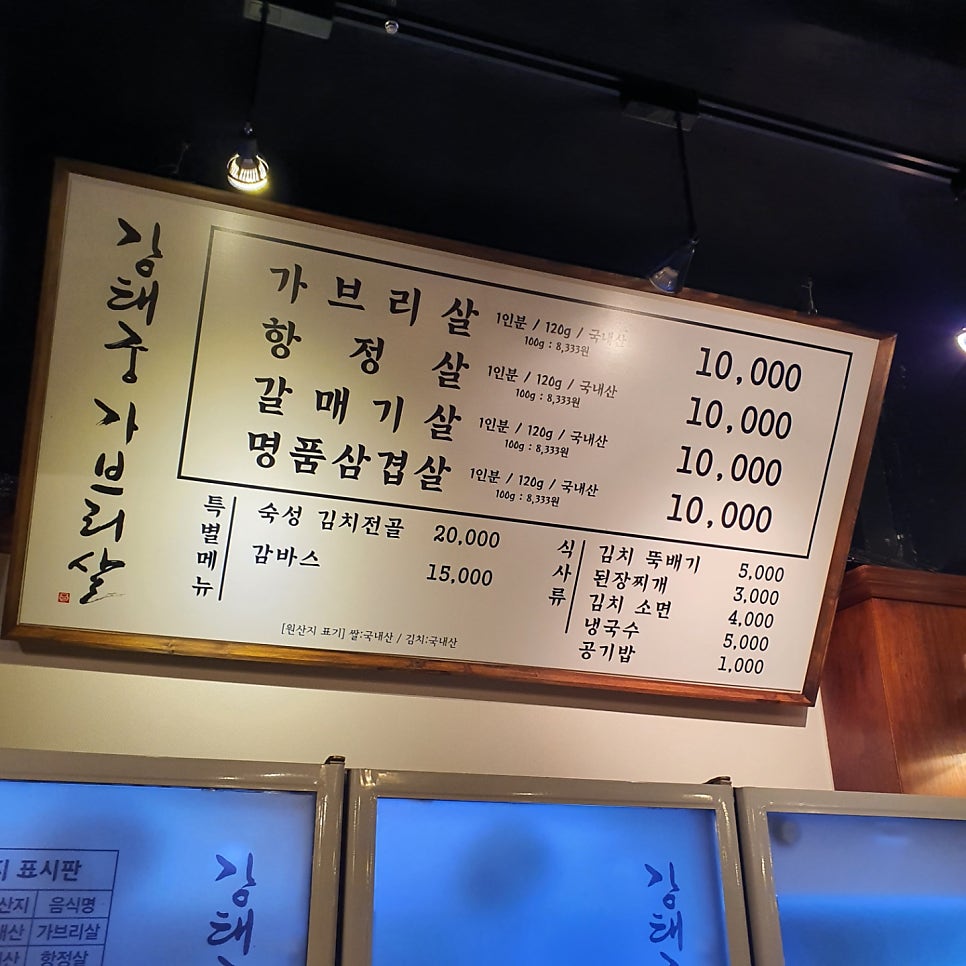 김태중 가브리살
가브리살 1인분 / 120g / 국내산 10,000
100g : 8,333원
항정살 1인분 / 120g / 국내산 10,000
100g : 8,333원
갈매기살 1인분 / 120g / 국내산 10,000
100g : 8,333원
명품삼겹살 1인분 / 120g / 국내산 10,000
100g : 8,333원
특별메뉴
숙성 김치전골 20,000
감바스 15,000
식사류
김치 뚝배기 5,000
된장찌개 3,000
김치 소면 4,000
냉국수 5,000
공기밥 1,000
[원산지 표기] 쌀:국내산 / 김치:국내산
지 표시판
산지 음식명
내산 가브리살
산 항정살
김태
김태